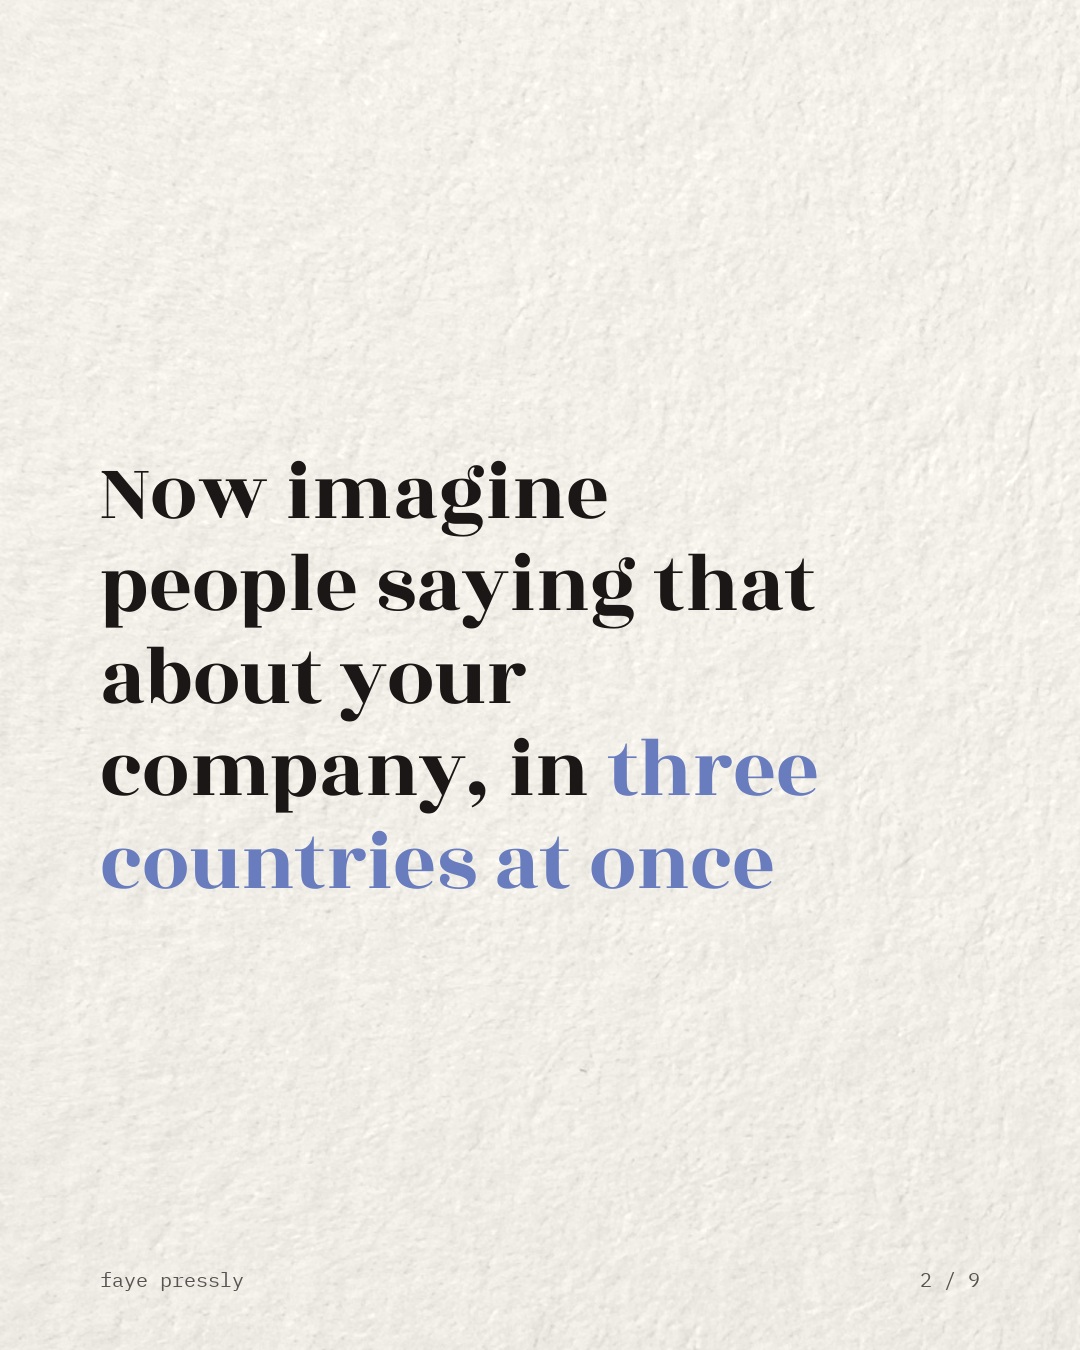 Now imagine
people saying that
about your
company, in three
countries at once
faye pressly
2 / 9